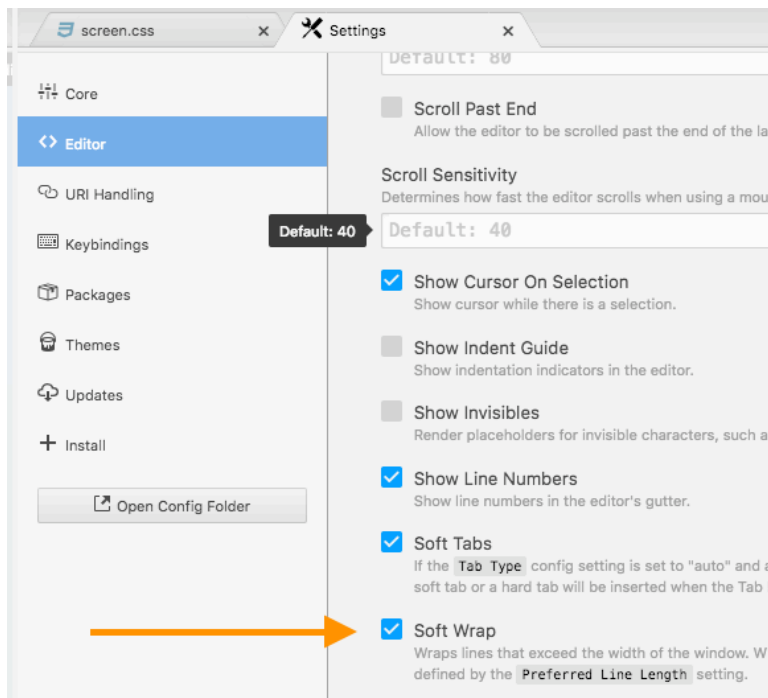 screen.css
Settings
Core
Editor
URI Handling
Keybindings
Packages
Themes
Updates
Install
Open Config Folder
Default: 80
Scroll Past End
Allow the editor to be scrolled past the end of the la
Scroll Sensitivity
Determines how fast the editor scrolls when using a mou
Default: 40
Default: 40
Show Cursor On Selection
Show cursor while there is a selection.
Show Indent Guide
Show indentation indicators in the editor.
Show Invisibles
Render placeholders for invisible characters, such a
Show Line Numbers
Show line numbers in the editor's gutter.
Soft Tabs
If the Tab Type config setting is set to "auto" and a
soft tab or a hard tab will be inserted when the Tab
Soft Wrap
Wraps lines that exceed the width of the window. W
defined by the Preferred Line Length setting.